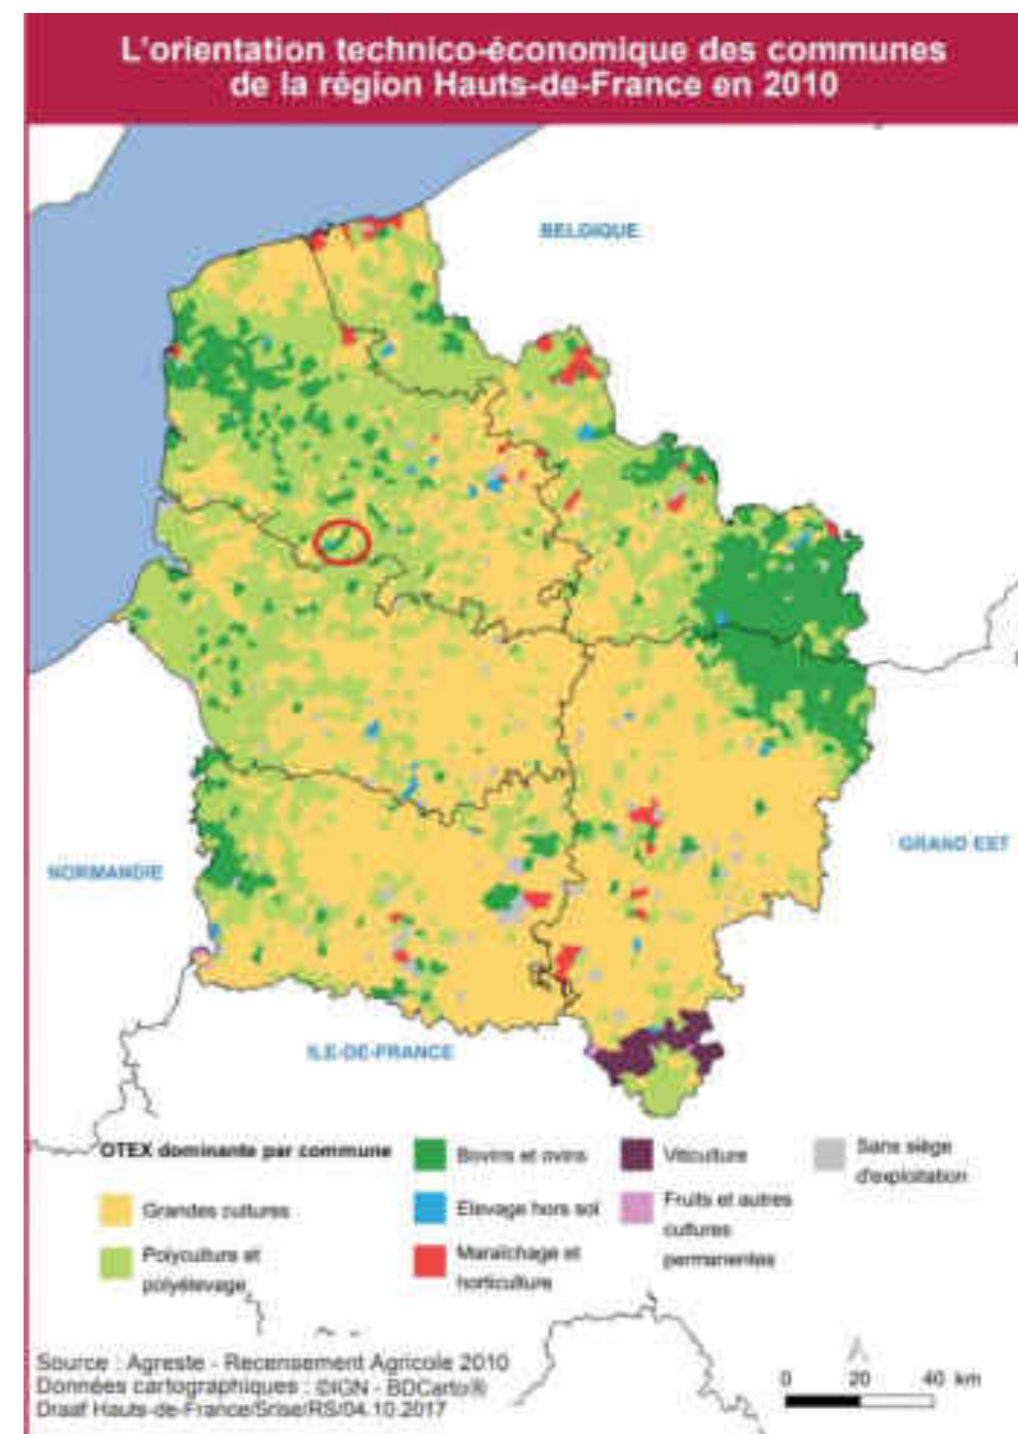 L'orientation technico-économique des communes
de la région Hauts-de-France en 2010
BELGIQUE
NORMANDIE
GRAND EST
ILE-DE-FRANCE
OTEX dominante par commune
Grandes cultures
Polyculture et
polyélevage
Bovins et ovins
Elevage hors sol
Maraîchage et
horticulture
Viticulture
Fruits et autres
cultures
permanentes
Sans siège
d'exploitation
Source : Agreste - Recensement Agricole 2010
Données cartographiques : ©IGN - BDCarto®
Draaf Hauts-de-France/Srise/RS/04.10.2017
0 20 40 km